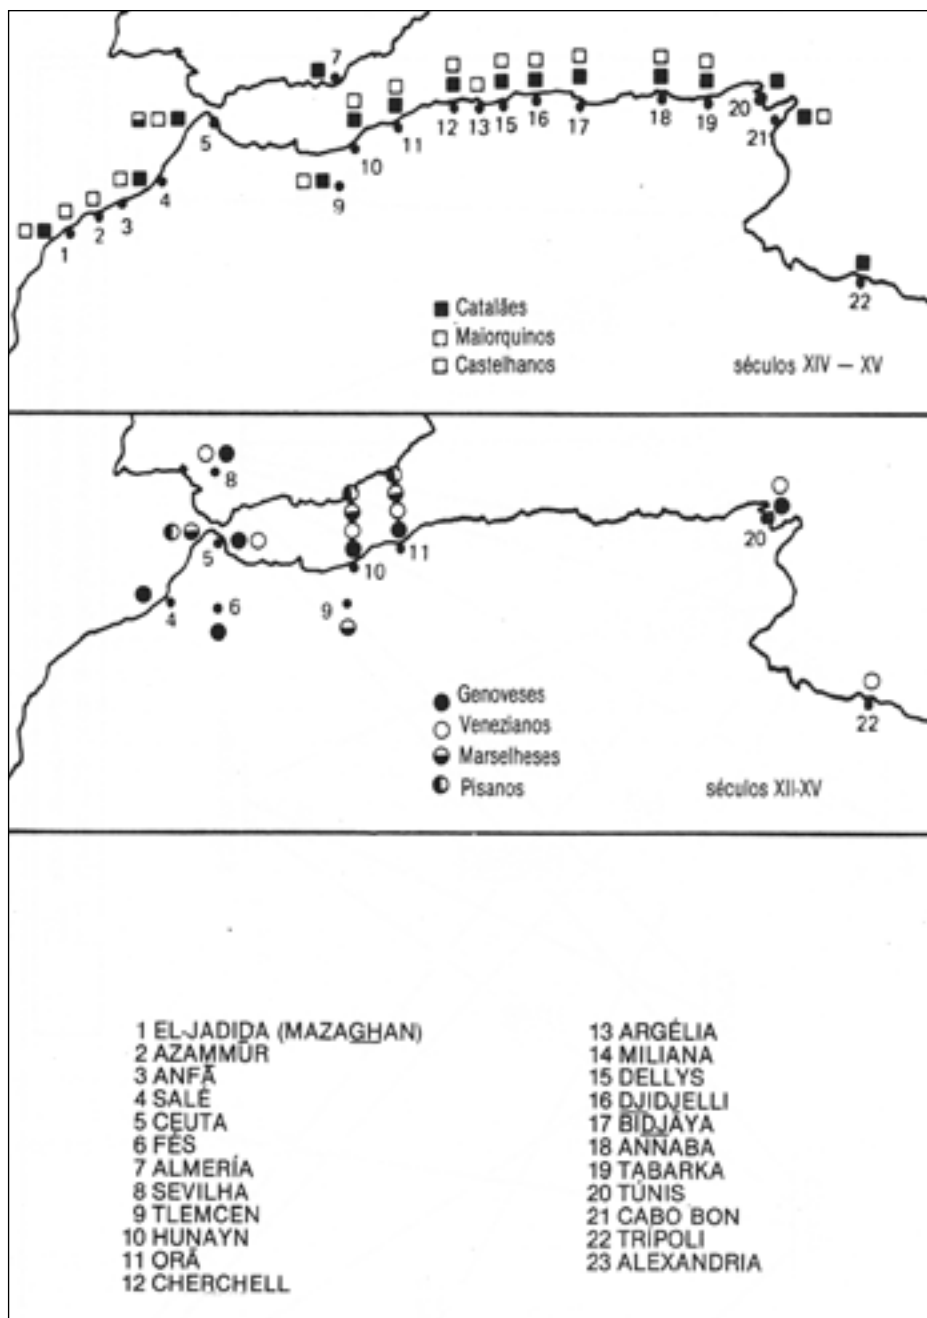 7
20
5
12
13
15
16
17
18
19
21
11
10
4
9
3
2
1
22
Catalães
Maiorquinos
Castelhanos
séculos XIV — XV
8
5
11
20
10
4
6
9
22
Genoveses
Venezianos
Marselheses
Pisanos
séculos XII-XV
1 EL-JADIDA (MAZAGHAN)
2 AZAMMŪR
3 ANFĀ
4 SALÉ
5 CEUTA
6 FÉS
7 ALMERÍA
8 SEVILHA
9 TLEMCEN
10 HUNAYN
11 ORÃ
12 CHERCHELL
13 ARGÉLIA
14 MILIANA
15 DELLYS
16 DJIDJELLI
17 BIDJĀYA
18 ANNABA
19 TABARKA
20 TÚNIS
21 CABO BON
22 TRÍPOLI
23 ALEXANDRIA